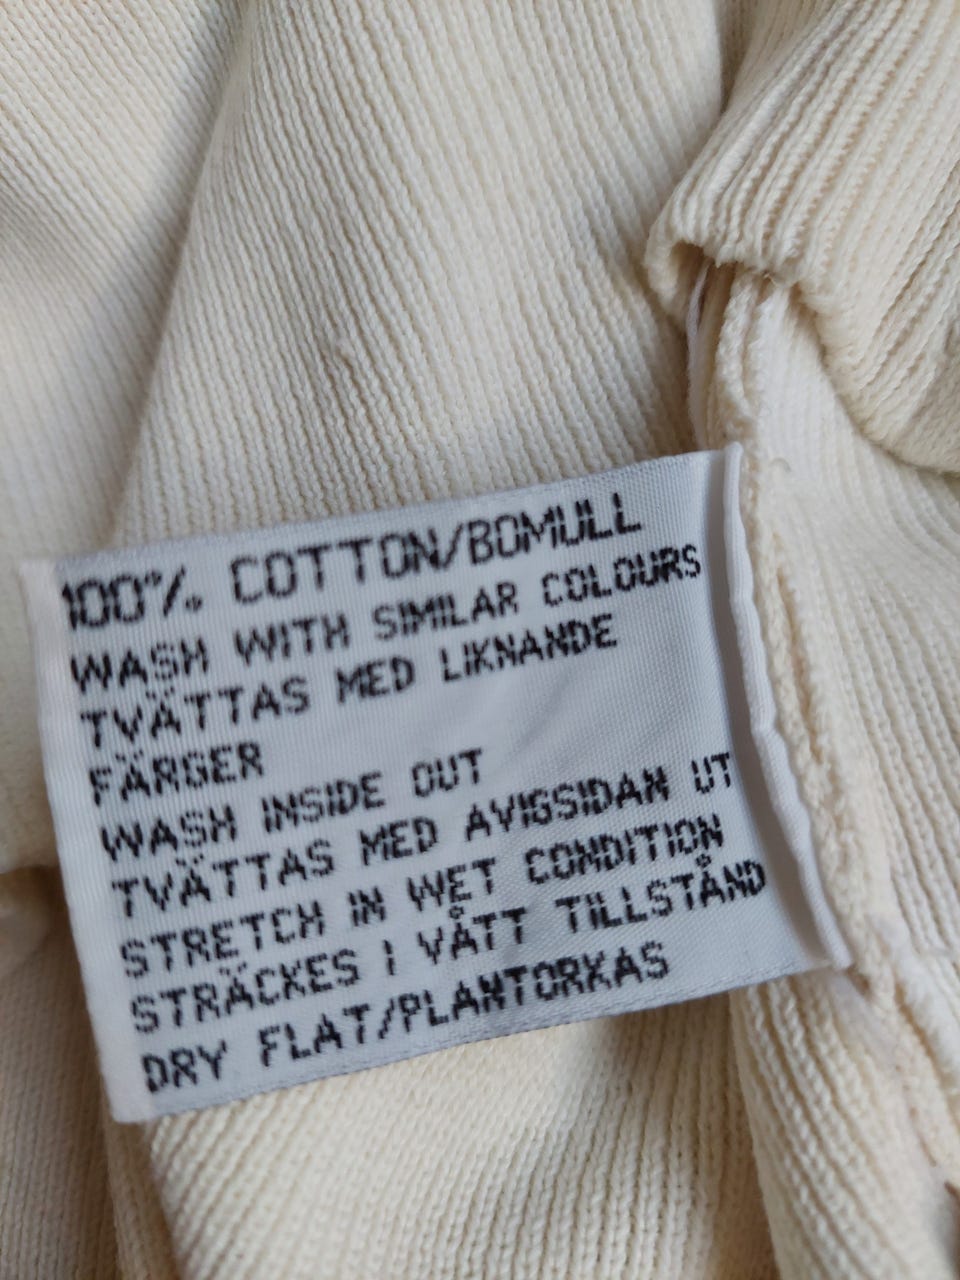 100% COTTON/BOMULL
WASH WITH SIMILAR COLOURS
TVÄTTAS MED LIKNANDE
FÄRGER
WASH INSIDE OUT
TVÄTTAS MED AVIGSIDAN UT
STRETCH IN WET CONDITION
STRÄCKES I VÅTT TILLSTÅND
DRY FLAT/PLANTORKAS